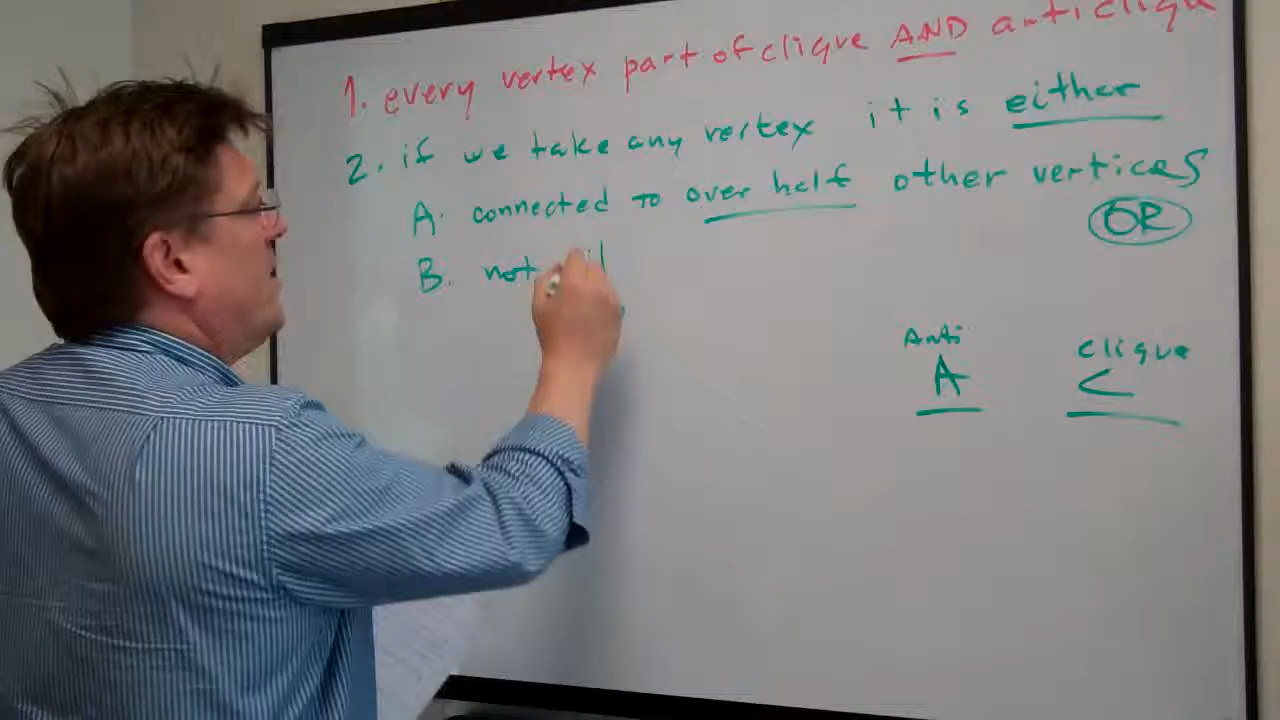 1. every vertex part of clique AND anticliqu
2. if we take any vertex it is either
A. connected to over half other vertices
OR
B. not
Anti Clique
A C